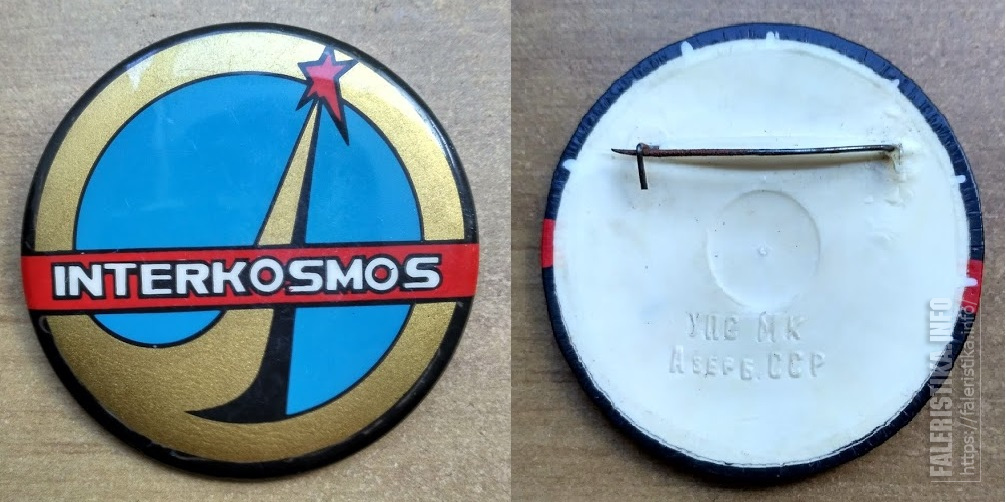 INTERKOSMOS
УПС МК
АЗЕРБ.ССР
FALERISTIKA.INFO
https://faleristika.info/